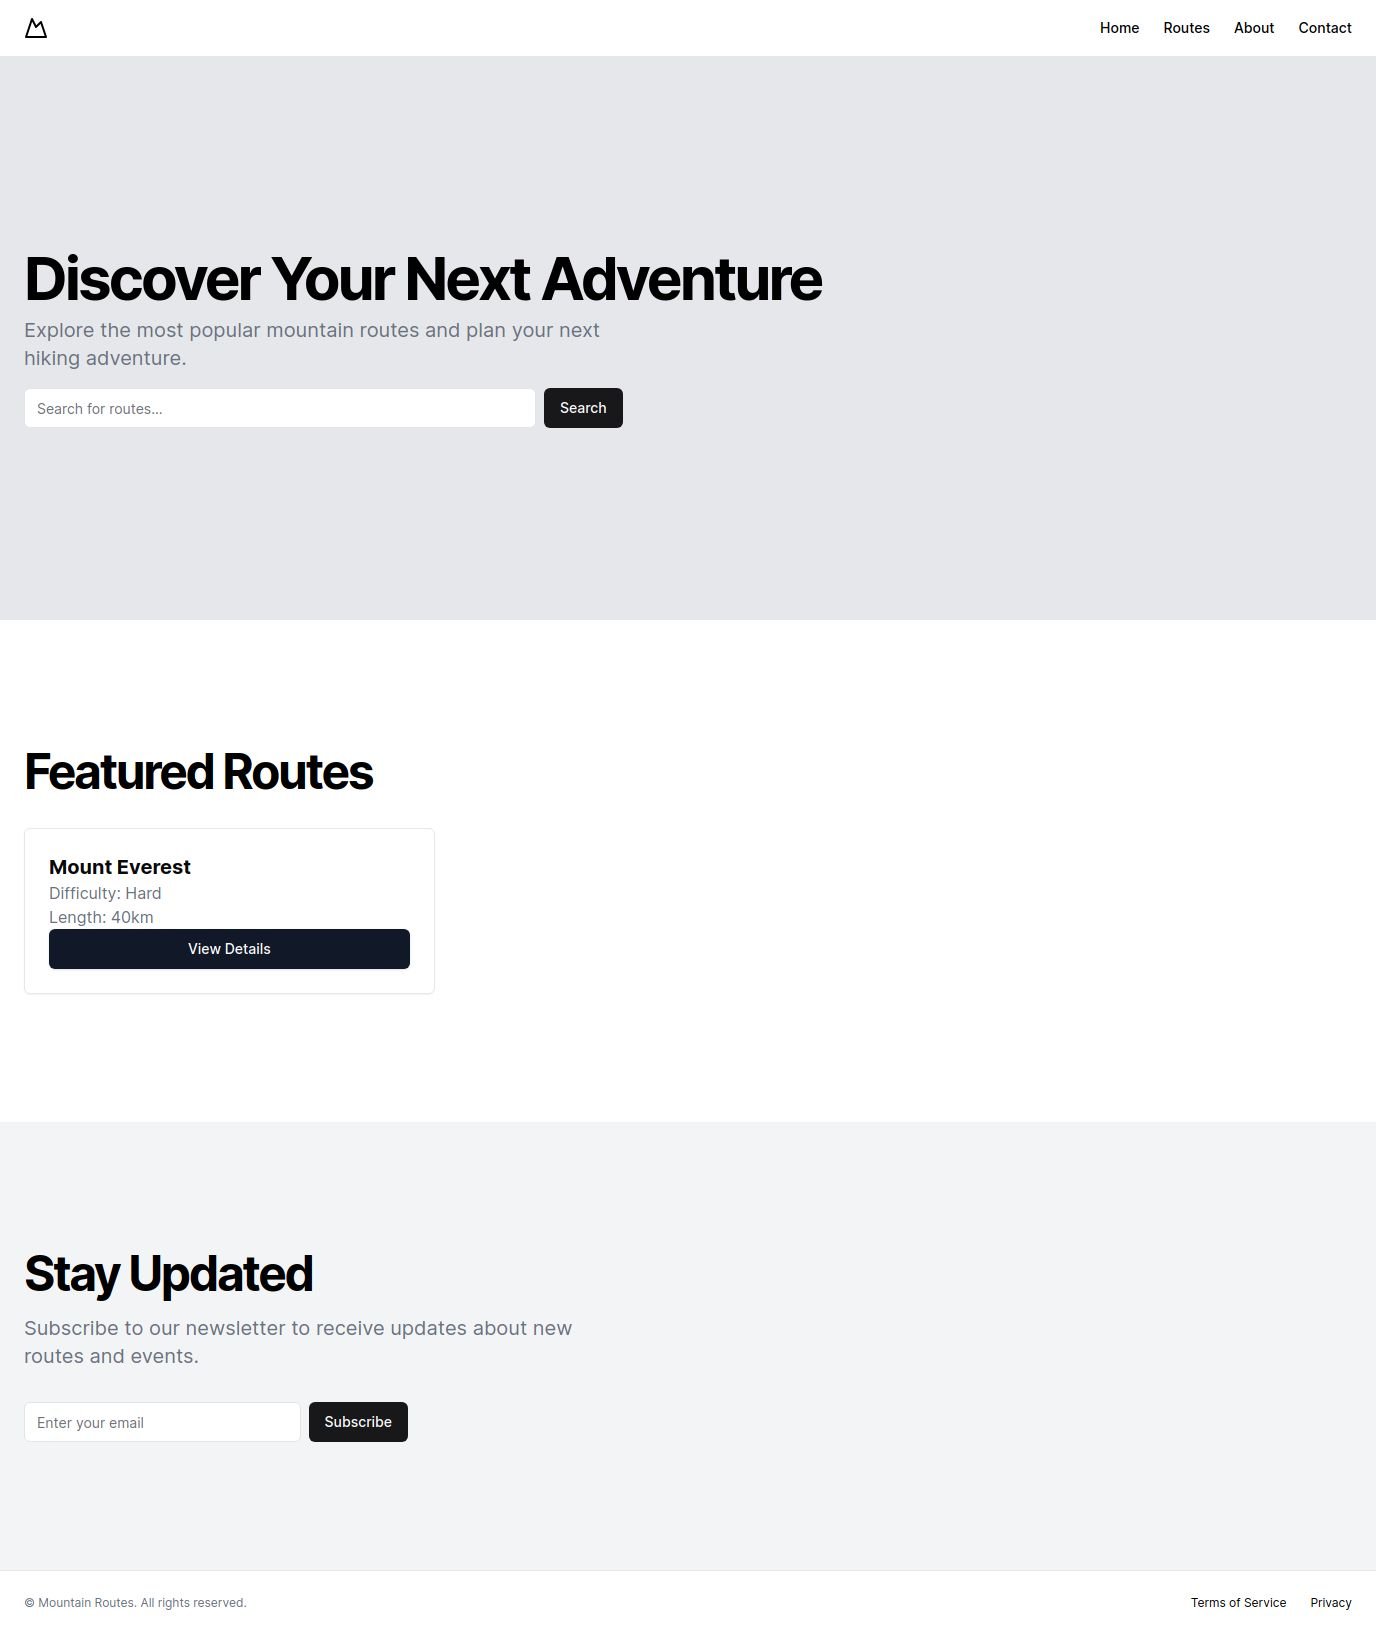 Home Routes About Contact
Discover Your Next Adventure
Explore the most popular mountain routes and plan your next
hiking adventure.
Search for routes... Search
Featured Routes
Mount Everest
Difficulty: Hard
Length: 40km
View Details
Stay Updated
Subscribe to our newsletter to receive updates about new
routes and events.
Enter your email Subscribe
© Mountain Routes. All rights reserved. Terms of Service Privacy